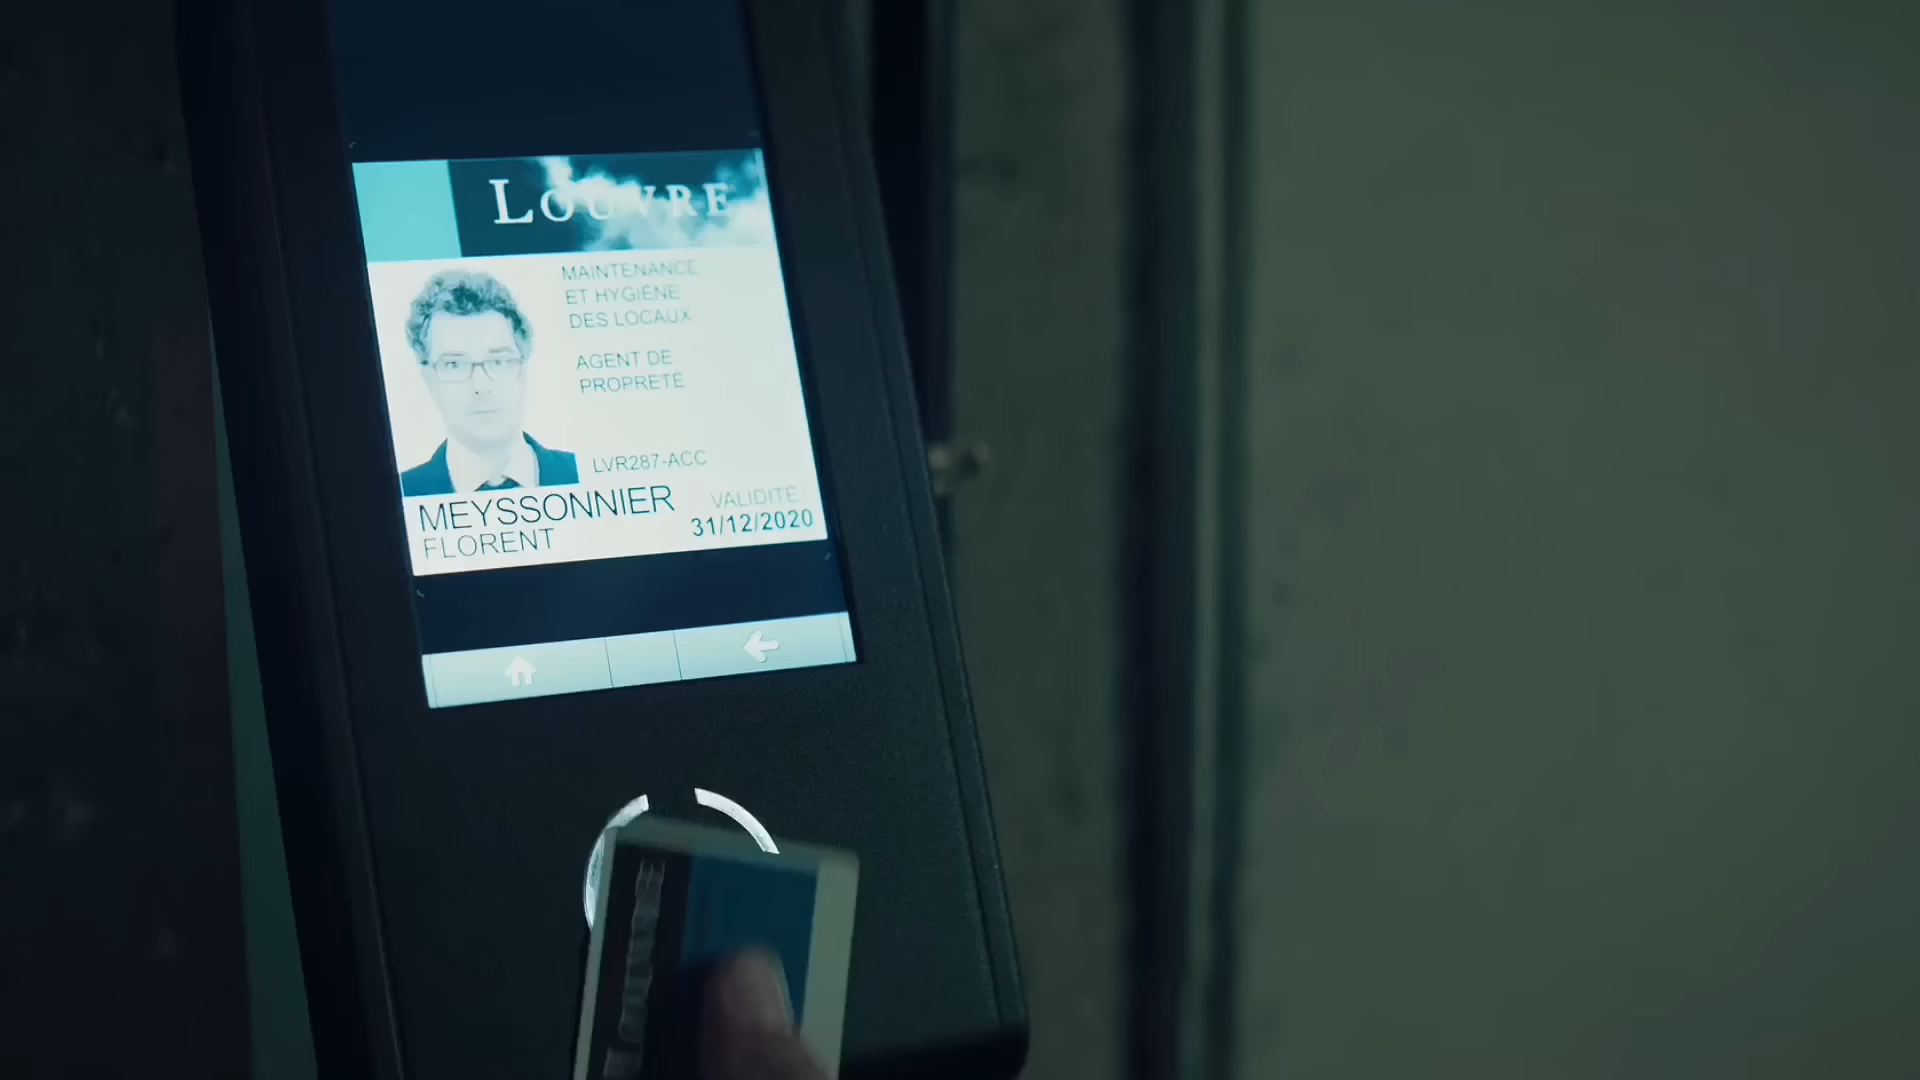 LOUVRE
MAINTENANCE
ET HYGIÈNE
DES LOCAUX
AGENT DE
PROPRETÉ
LVR287-ACC
MEYSSONNIER
FLORENT
VALIDITÉ
31/12/2020